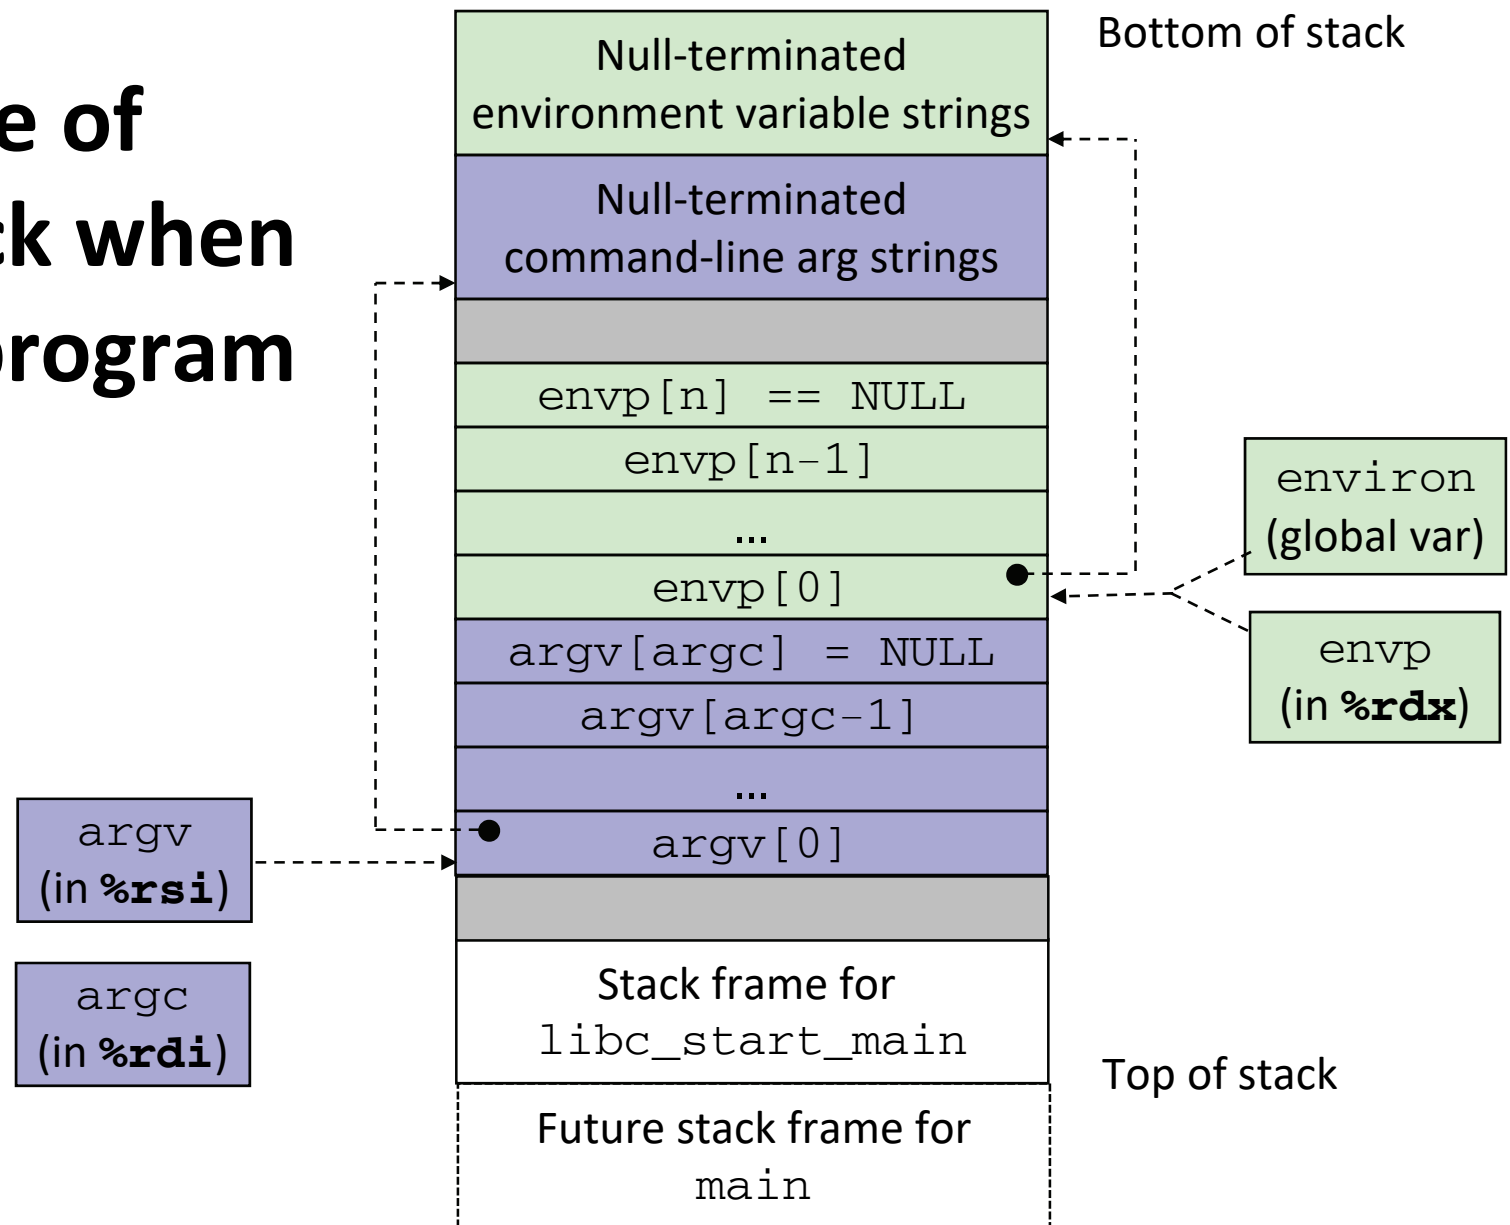 e of
ck when
program
Bottom of stack
Null-terminated
environment variable strings
Null-terminated
command-line arg strings
envp[n] == NULL
envp[n-1]
...
envp[0]
argv[argc] = NULL
argv[argc-1]
...
argv[0]
environ
(global var)
envp
(in %rdx)
argv
(in %rsi)
argc
(in %rdi)
Stack frame for
libc_start_main
Top of stack
Future stack frame for
main